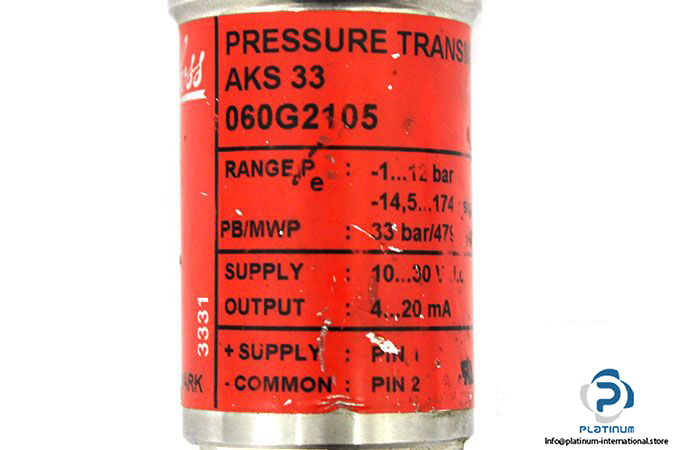 PRESSURE
AKS 33
060G2105
RANGE Pe : -1...12 bar
-14,5...174
PB/MWP : 33 bar/479
SUPPLY : 10...30 V
OUTPUT : 4...20 mA
+ SUPPLY : PIN 1
- COMMON : PIN 2
3331
PLATINUM
Info@platinum-international.store